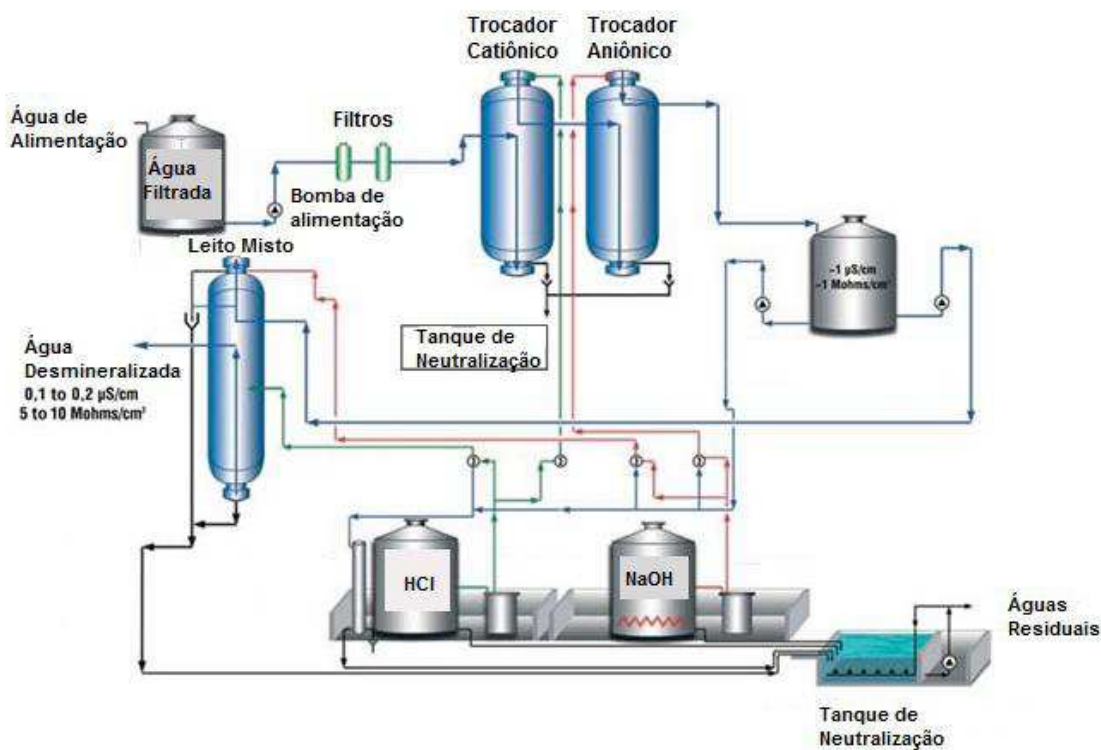 Trocador
Catiônico
Trocador
Aniônico
Água de
Alimentação
Água
Filtrada
Filtros
Bomba de
alimentação
Leito Misto
~1 µS/cm
~1 Mohms/cm²
Tanque de
Neutralização
Água
Desmineralizada
0,1 to 0,2 µS/cm
5 to 10 Mohms/cm²
HCl
NaOH
Águas
Residuais
Tanque de
Neutralização